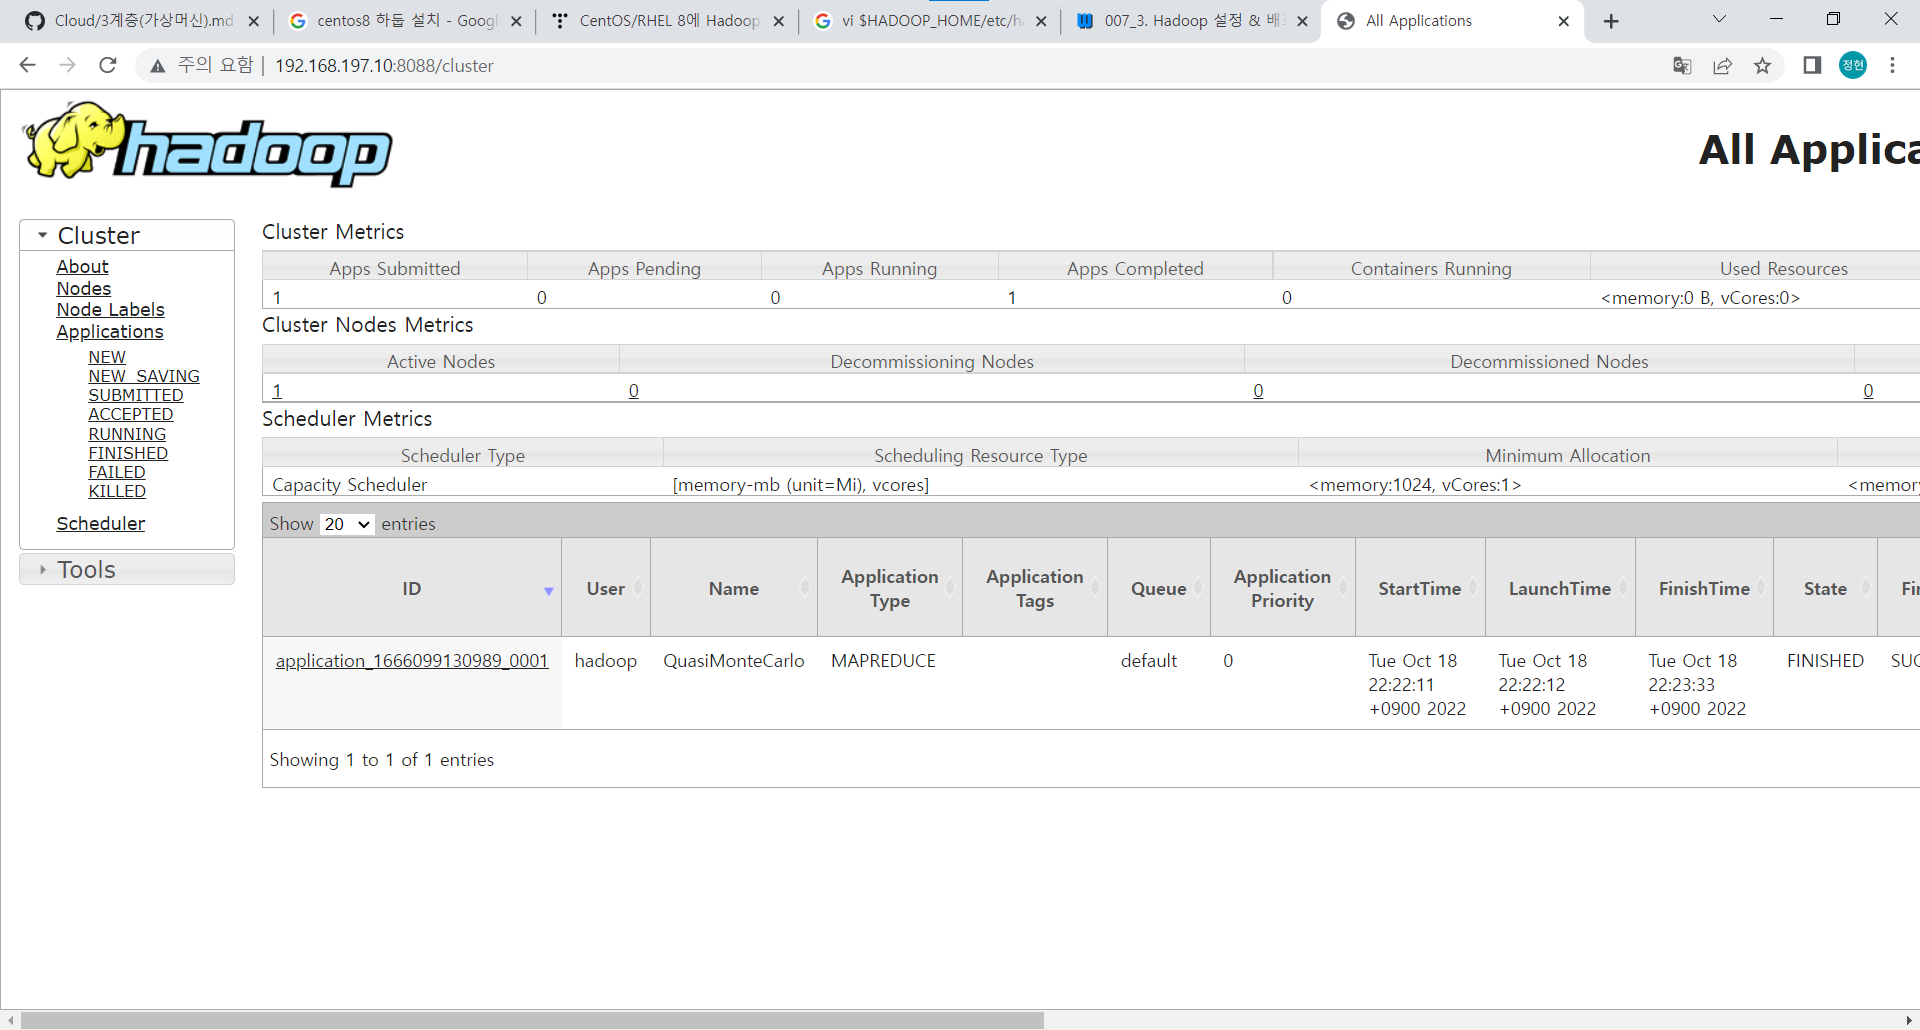 Cloud/3계층(가상머신).md
centos8 하둡 설치 - Googl
CentOS/RHEL 8에 Hadoop
vi $HADOOP_HOME/etc/ha
007_3. Hadoop 설정 & 배포
All Applications
주의 요함 | 192.168.197.10:8088/cluster
정현
hadoop
All Applica
Cluster
About
Nodes
Node Labels
Applications
NEW
NEW_SAVING
SUBMITTED
ACCEPTED
RUNNING
FINISHED
FAILED
KILLED
Scheduler
Tools
Cluster Metrics
Apps Submitted Apps Pending Apps Running Apps Completed Containers Running Used Resources
1 0 0 1 0 <memory:0 B, vCores:0>
Cluster Nodes Metrics
Active Nodes Decommissioning Nodes Decommissioned Nodes
1 0 0 0
Scheduler Metrics
Scheduler Type Scheduling Resource Type Minimum Allocation
Capacity Scheduler [memory-mb (unit=Mi), vcores] <memory:1024, vCores:1> <memory
Show 20 entries
ID User Name Application Type Application Tags Queue Application Priority StartTime LaunchTime FinishTime State Fi
application_1666099130989_0001 hadoop QuasiMonteCarlo MAPREDUCE default 0 Tue Oct 18 22:22:11 +0900 2022 Tue Oct 18 22:22:12 +0900 2022 Tue Oct 18 22:23:33 +0900 2022 FINISHED SUC
Showing 1 to 1 of 1 entries